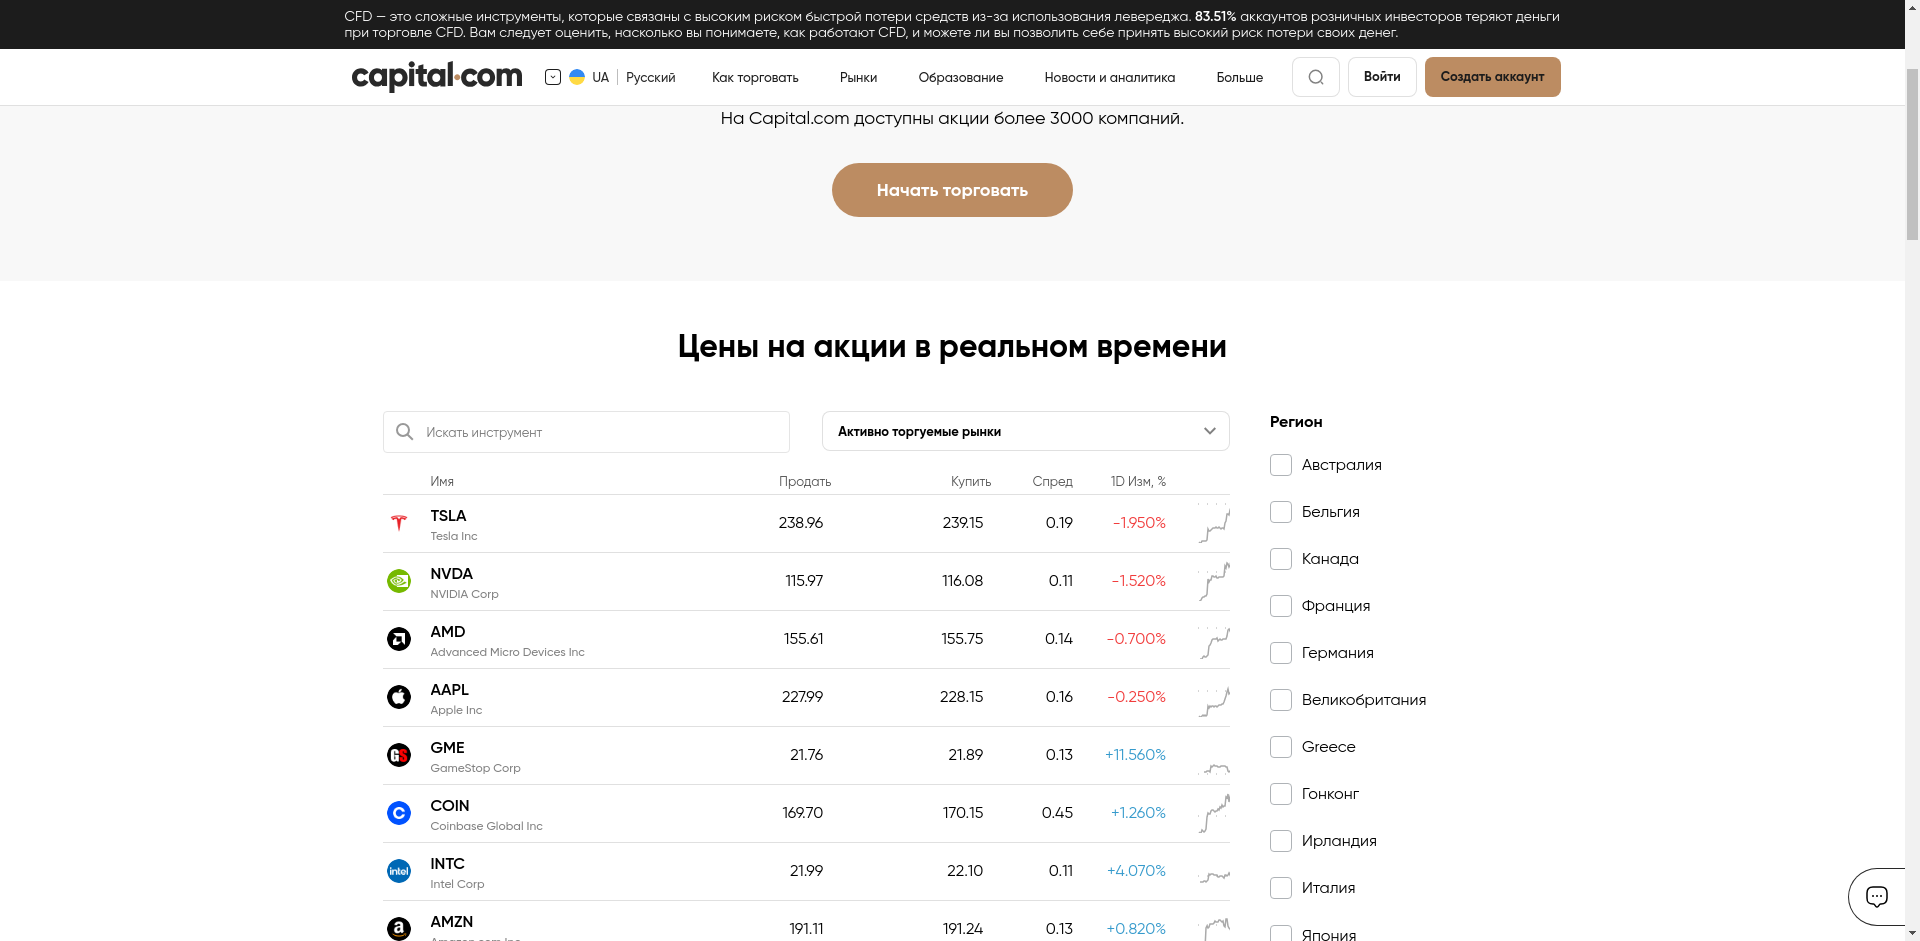 CFD — это сложные инструменты, которые связаны с высоким риском быстрой потери средств из-за использования левереджа. 83.51% аккаунтов розничных инвесторов теряют деньги
при торговле CFD. Вам следует оценить, насколько вы понимаете, как работают CFD, и можете ли вы позволить себе принять высокий риск потери своих денег.
capital.com UA Русский Как торговать Рынки Образование Новости и аналитика Больше Войти Создать аккаунт
На Capital.com доступны акции более 3000 компаний.
Начать торговать
Цены на акции в реальном времени
Искать инструмент Активно торгуемые рынки
Имя Продать Купить Спред 1D Изм, %
TSLA 238.96 239.15 0.19 -1.950%
Tesla Inc
NVDA 115.97 116.08 0.11 -1.520%
NVIDIA Corp
AMD 155.61 155.75 0.14 -0.700%
Advanced Micro Devices Inc
AAPL 227.99 228.15 0.16 -0.250%
Apple Inc
GME 21.76 21.89 0.13 +11.560%
GameStop Corp
COIN 169.70 170.15 0.45 +1.260%
Coinbase Global Inc
intel INTC 21.99 22.10 0.11 +4.070%
Intel Corp
AMZN 191.11 191.24 0.13 +0.820%
Amazon.com Inc
Регион
Австралия
Бельгия
Канада
Франция
Германия
Великобритания
Greece
Гонконг
Ирландия
Италия
Япония